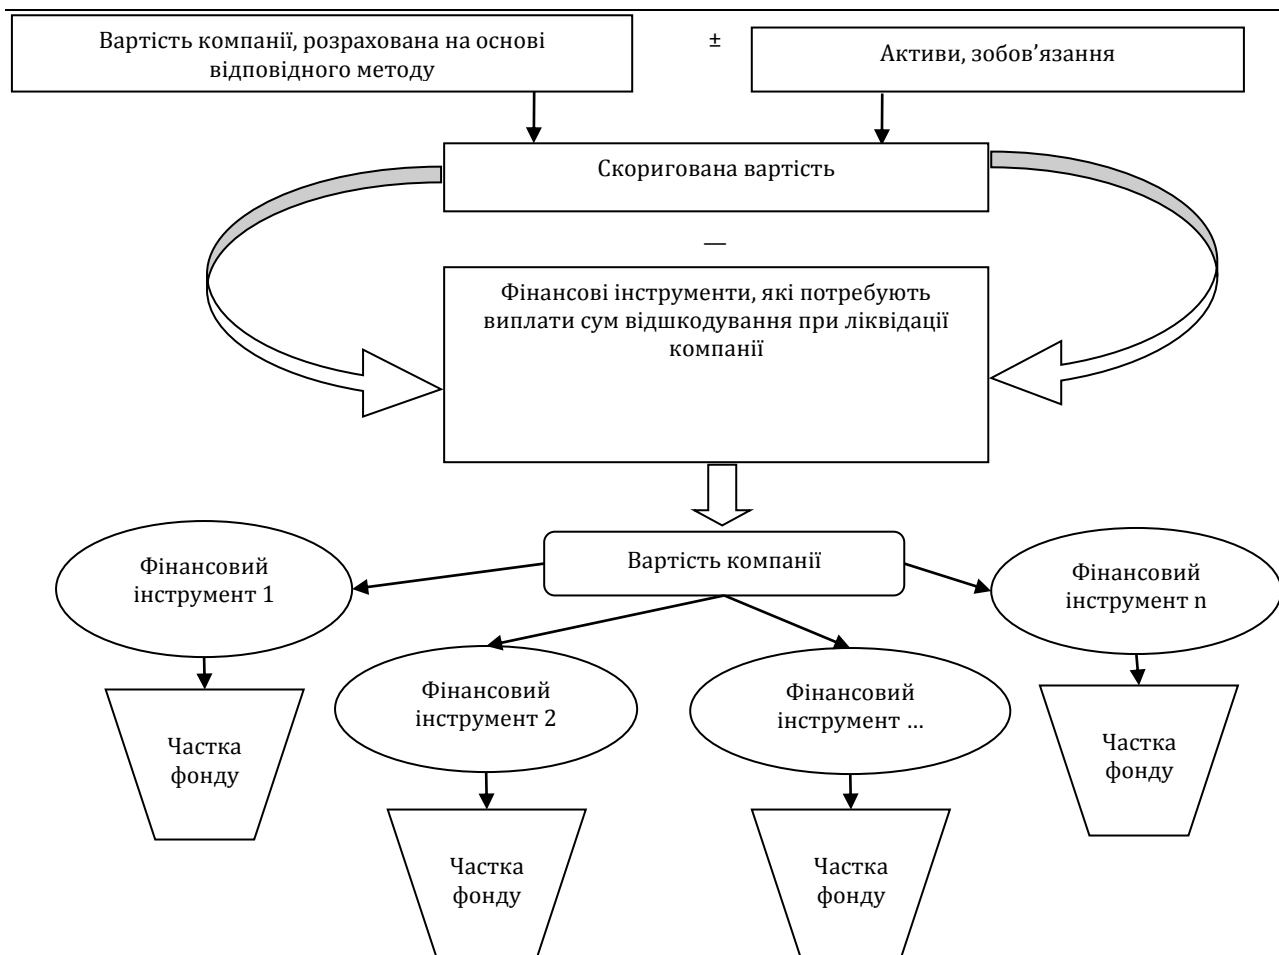 Вартість компанії, розрахована на основі
відповідного методу
±
Активи, зобов’язання
Скоригована вартість
—
Фінансові інструменти, які потребують
виплати сум відшкодування при ліквідації
компанії
Вартість компанії
Фінансовий
інструмент 1
Фінансовий
інструмент n
Фінансовий
інструмент 2
Фінансовий
інструмент ...
Частка
фонду
Частка
фонду
Частка
фонду
Частка
фонду